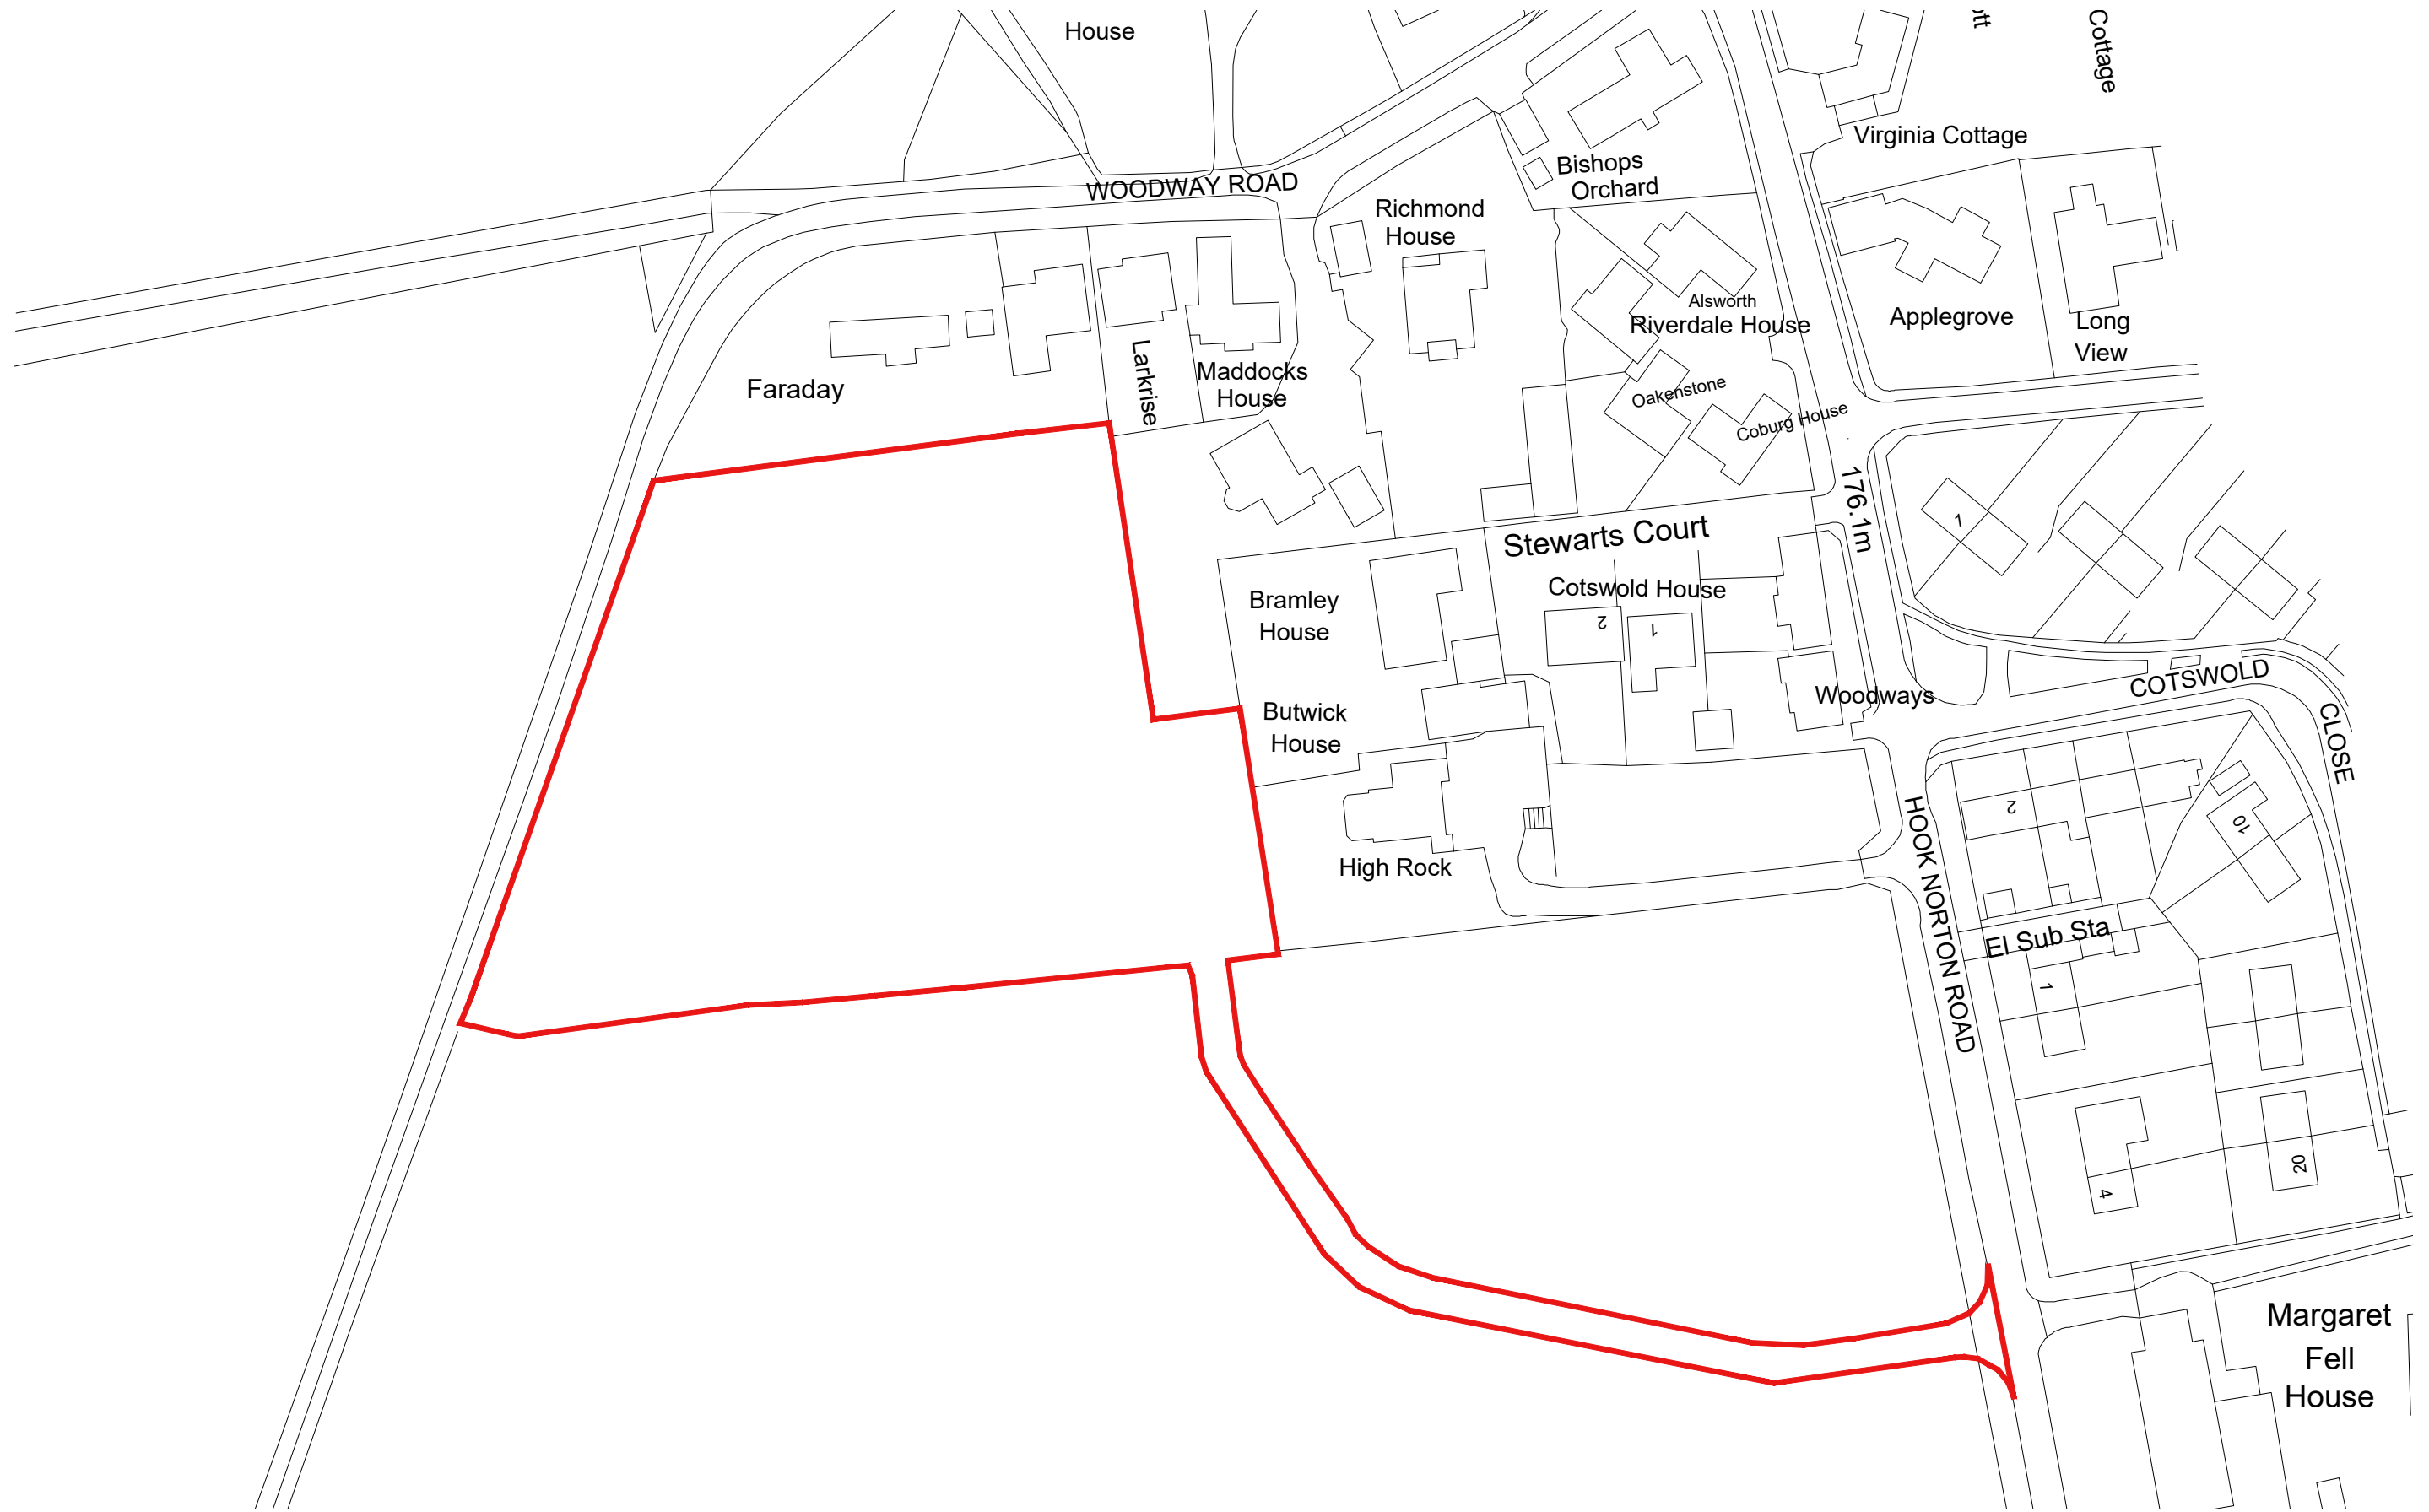 House
Cottage
Virginia Cottage
Bishops
Orchard
WOODWAY ROAD
Richmond
House
Alsworth
Riverdale House
Applegrove
Long
View
Larkrise
Maddocks
House
Faraday
Oakenstone
Coburg House
176.1m
1
Stewarts Court
Cotswold House
Bramley
House
2
1
COTSWOLD
CLOSE
Woodways
Butwick
House
2
10
HOOK NORTON ROAD
High Rock
El Sub Sta
1
20
4
Margaret
Fell
House